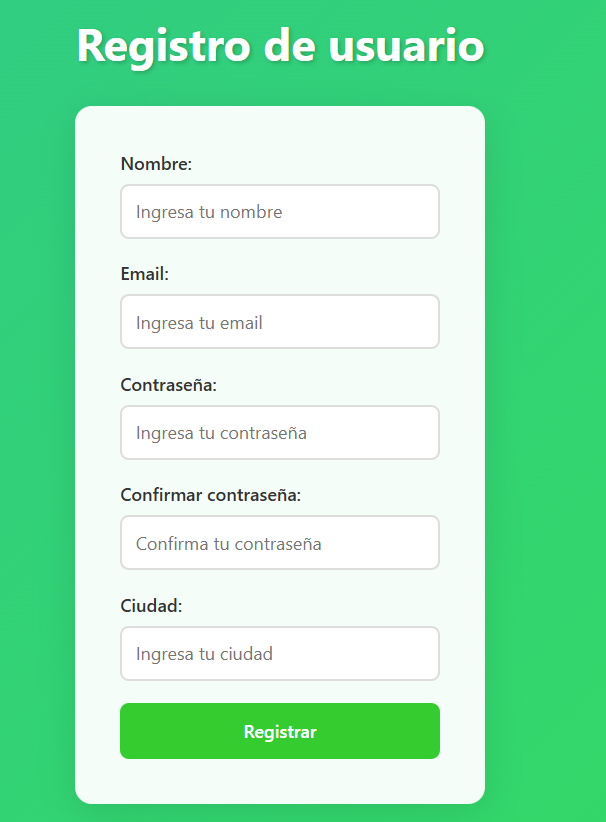 Registro de usuario
Nombre:
Ingresa tu nombre
Email:
Ingresa tu email
Contraseña:
Ingresa tu contraseña
Confirmar contraseña:
Confirma tu contraseña
Ciudad:
Ingresa tu ciudad
Registrar